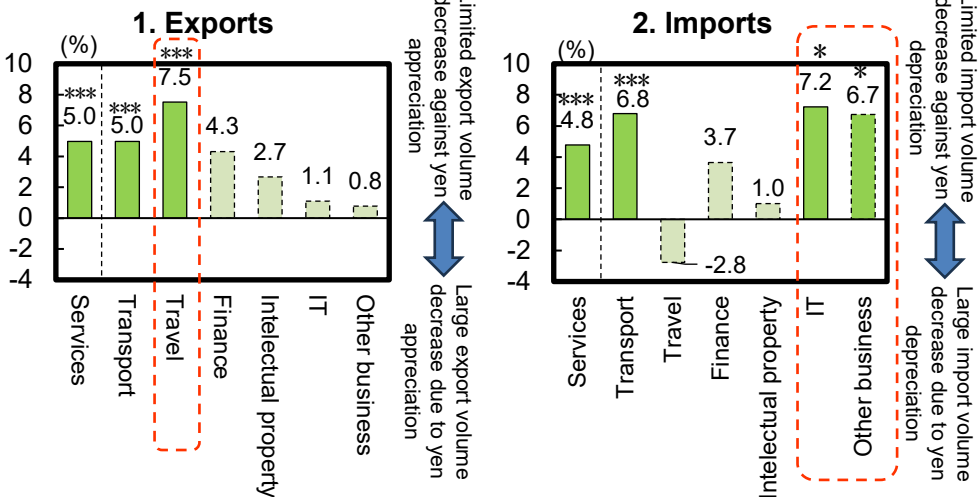 1. Exports
(%)
10
8
6
4
2
0
-2
-4
***
5.0
***
5.0
***
7.5
4.3
2.7
1.1
0.8
Services
Transport
Travel
Finance
Intelectual property
IT
Other business
Limited export volume
decrease against yen
appreciation
Large export volume
decrease due to yen
appreciation
2. Imports
(%)
10
8
6
4
2
0
-2
-4
***
4.8
***
6.8
-2.8
3.7
1.0
*
7.2
*
6.7
Services
Transport
Travel
Finance
Intelectual property
IT
Other business
Limited import volume
decrease against yen
depreciation
Large import volume
decrease due to yen
depreciation